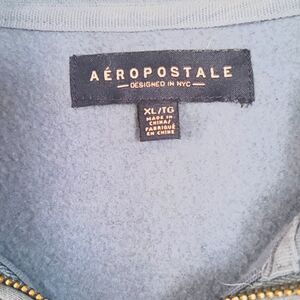 AÉROPOSTALE
DESIGNED IN NYC
XL/TG
MADE IN
CHINA/
FABRIQUÉ
EN CHINE